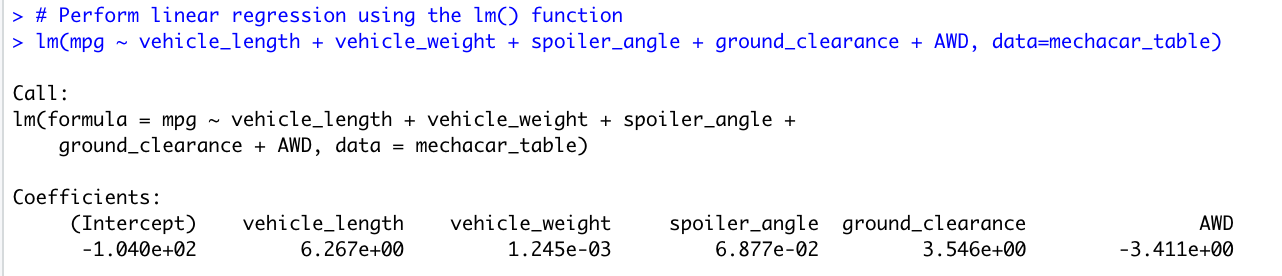 > # Perform linear regression using the lm() function
> lm(mpg ~ vehicle_length + vehicle_weight + spoiler_angle + ground_clearance + AWD, data=mechacar_table)
Call:
lm(formula = mpg ~ vehicle_length + vehicle_weight + spoiler_angle +
ground_clearance + AWD, data = mechacar_table)
Coefficients:
(Intercept) vehicle_length vehicle_weight spoiler_angle ground_clearance AWD
-1.040e+02 6.267e+00 1.245e-03 6.877e-02 3.546e+00 -3.411e+00